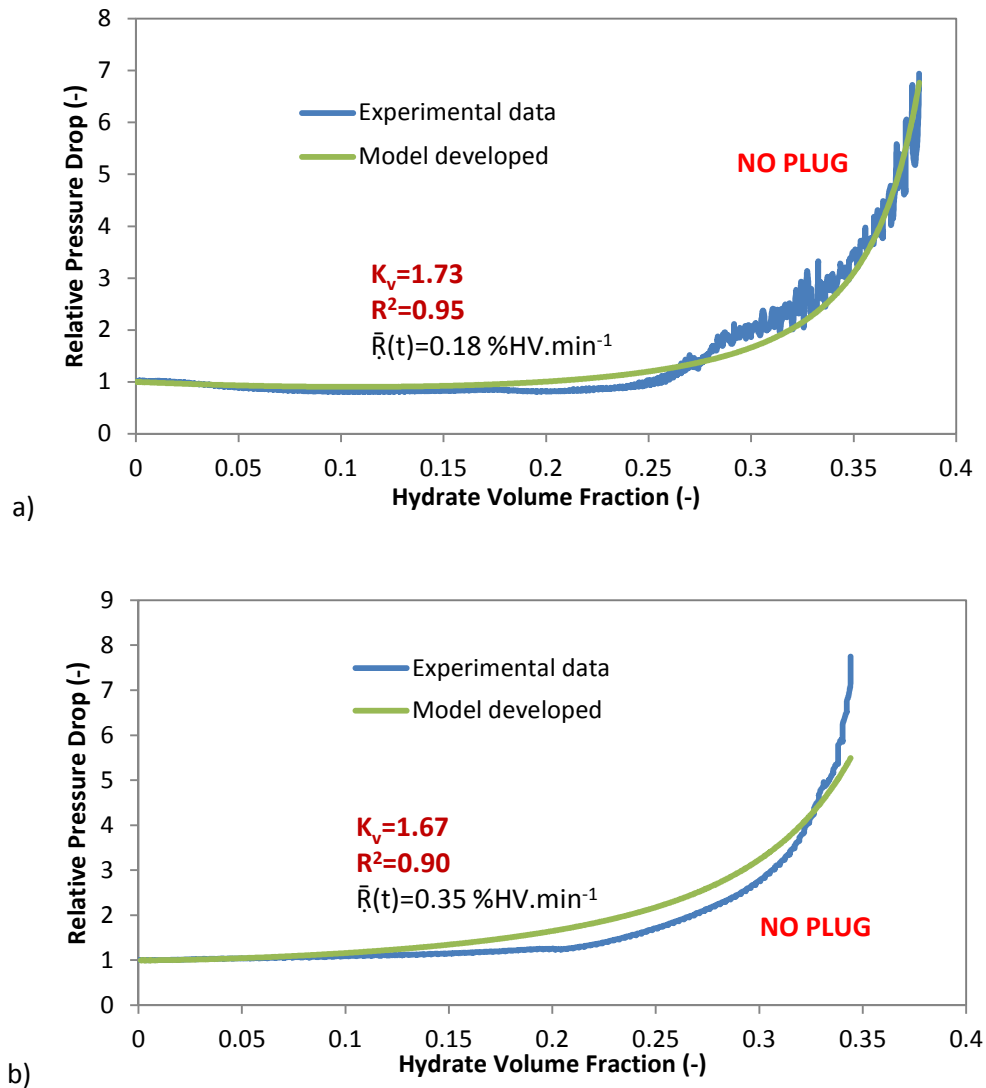 8
7
6
5
4
3
2
1
0
Relative Pressure Drop (-)
Experimental data
Model developed
NO PLUG
Kᵥ=1.73
R²=0.95
Ṝ(t)=0.18 %HV.min⁻¹
0 0.05 0.1 0.15 0.2 0.25 0.3 0.35 0.4
Hydrate Volume Fraction (-)
a)
9
8
7
6
5
4
3
2
1
0
Relative Pressure Drop (-)
Experimental data
Model developed
Kᵥ=1.67
R²=0.90
Ṝ(t)=0.35 %HV.min⁻¹
NO PLUG
0 0.05 0.1 0.15 0.2 0.25 0.3 0.35 0.4
Hydrate Volume Fraction (-)
b)